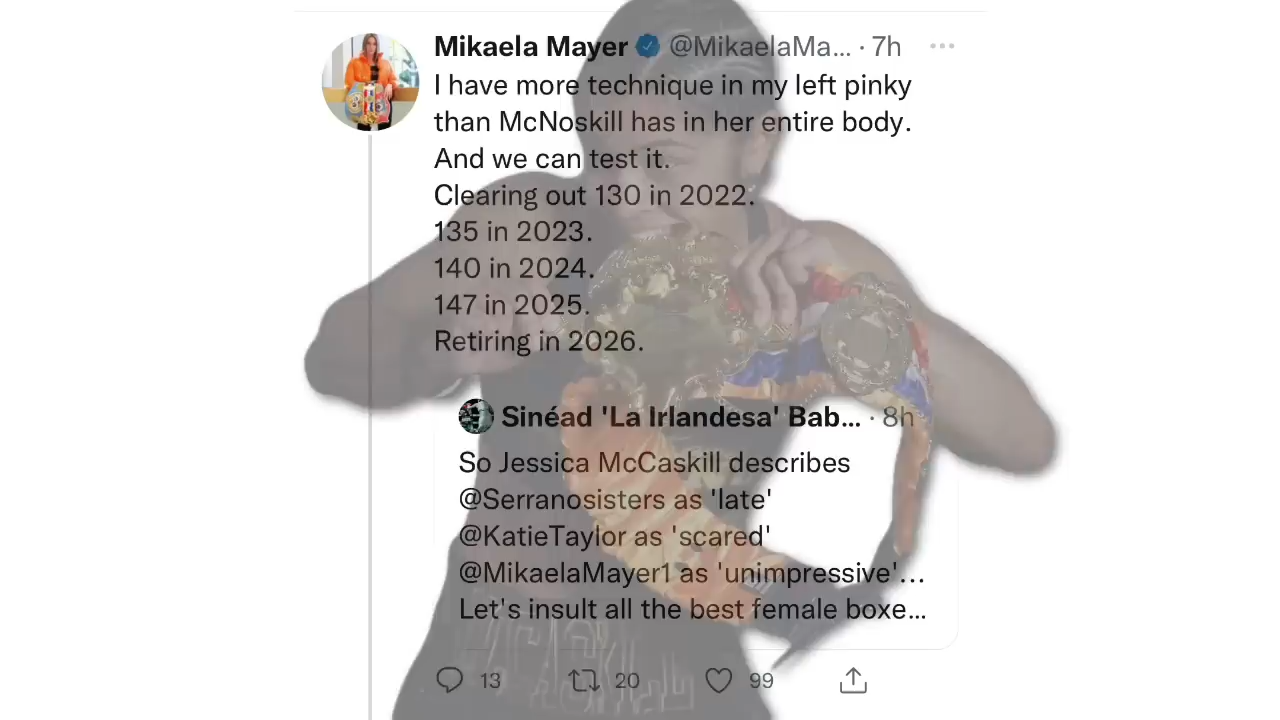 Mikaela Mayer @MikaelaMa... · 7h
I have more technique in my left pinky
than McNoskill has in her entire body.
And we can test it.
Clearing out 130 in 2022.
135 in 2023.
140 in 2024.
147 in 2025.
Retiring in 2026.
Sinéad 'La Irlandesa' Bab... · 8h
So Jessica McCaskill describes
@Serranosisters as 'late'
@KatieTaylor as 'scared'
@MikaelaMayer1 as 'unimpressive'...
Let's insult all the best female boxe...
13 20 99